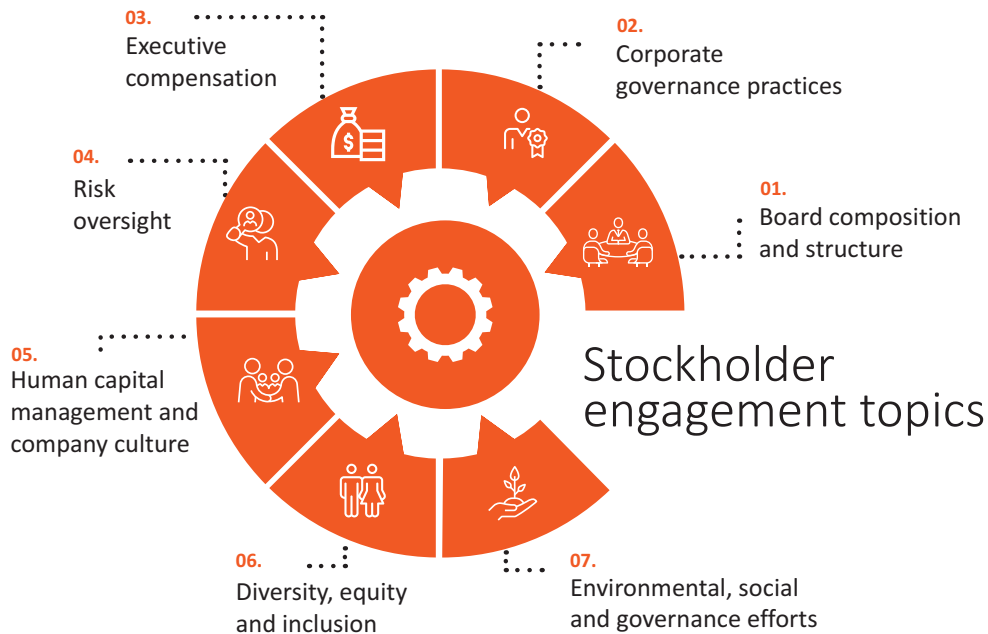 01.
Board composition
and structure
02.
Corporate
governance practices
03.
Executive
compensation
$
04.
Risk
oversight
05.
Human capital
management and
company culture
06.
Diversity, equity
and inclusion
07.
Environmental, social
and governance efforts
Stockholder
engagement topics